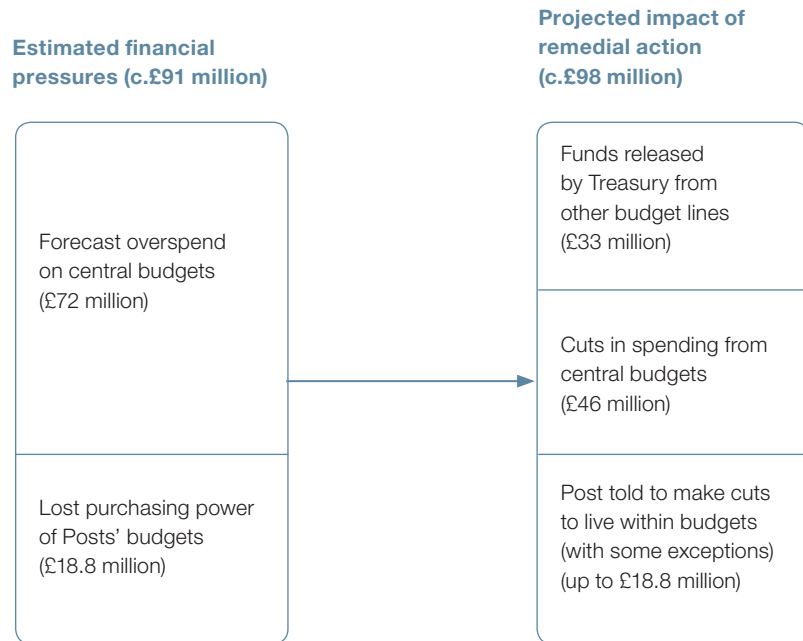 Estimated financial
pressures (c.£91 million)
Forecast overspend
on central budgets
(£72 million)
Lost purchasing power
of Posts’ budgets
(£18.8 million)
Projected impact of
remedial action
(c.£98 million)
Funds released
by Treasury from
other budget lines
(£33 million)
Cuts in spending from
central budgets
(£46 million)
Post told to make cuts
to live within budgets
(with some exceptions)
(up to £18.8 million)